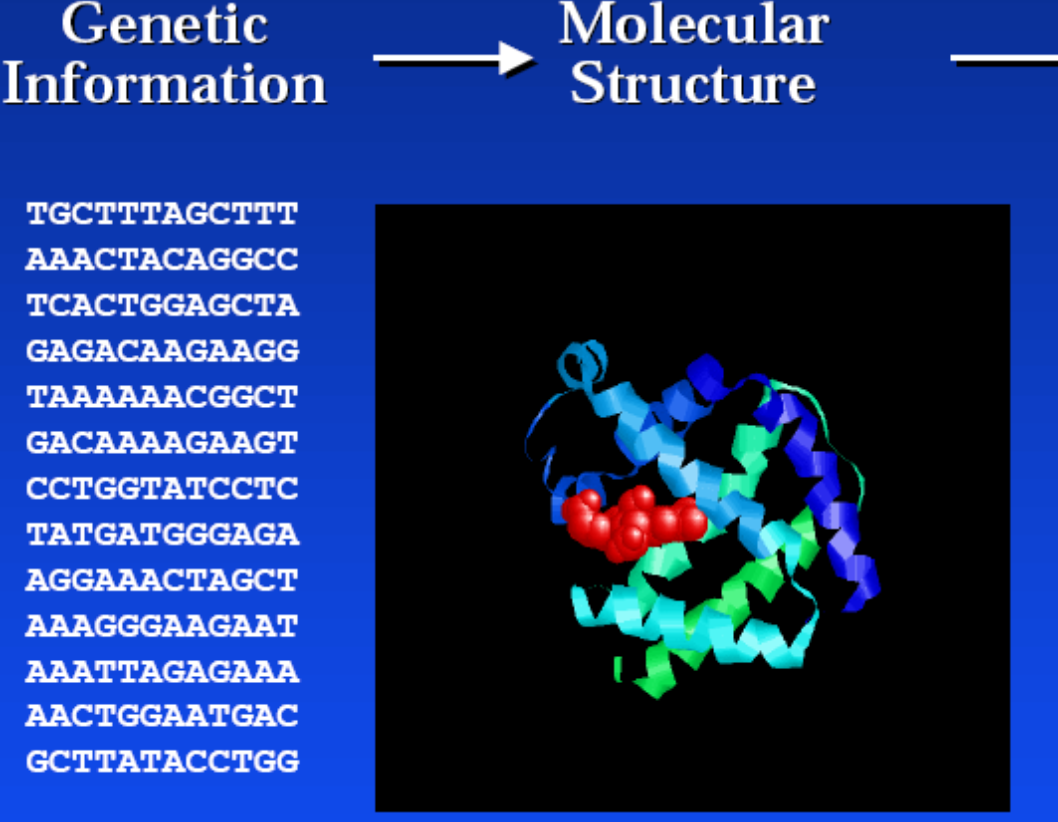 Genetic
Information
Molecular
Structure
TGCTTTAGCTTT
AAACTACAGGCC
TCACTGGAGCTA
GAGACAAGAAGG
TAAAAAACGGCT
GACAAAAGAAGT
CCTGGTATCCTC
TATGATGGGAGA
AGGAAACTAGCT
AAAGGGAAGAAT
AAATTAGAGAAA
AACTGGAATGAC
GCTTATACCTGG